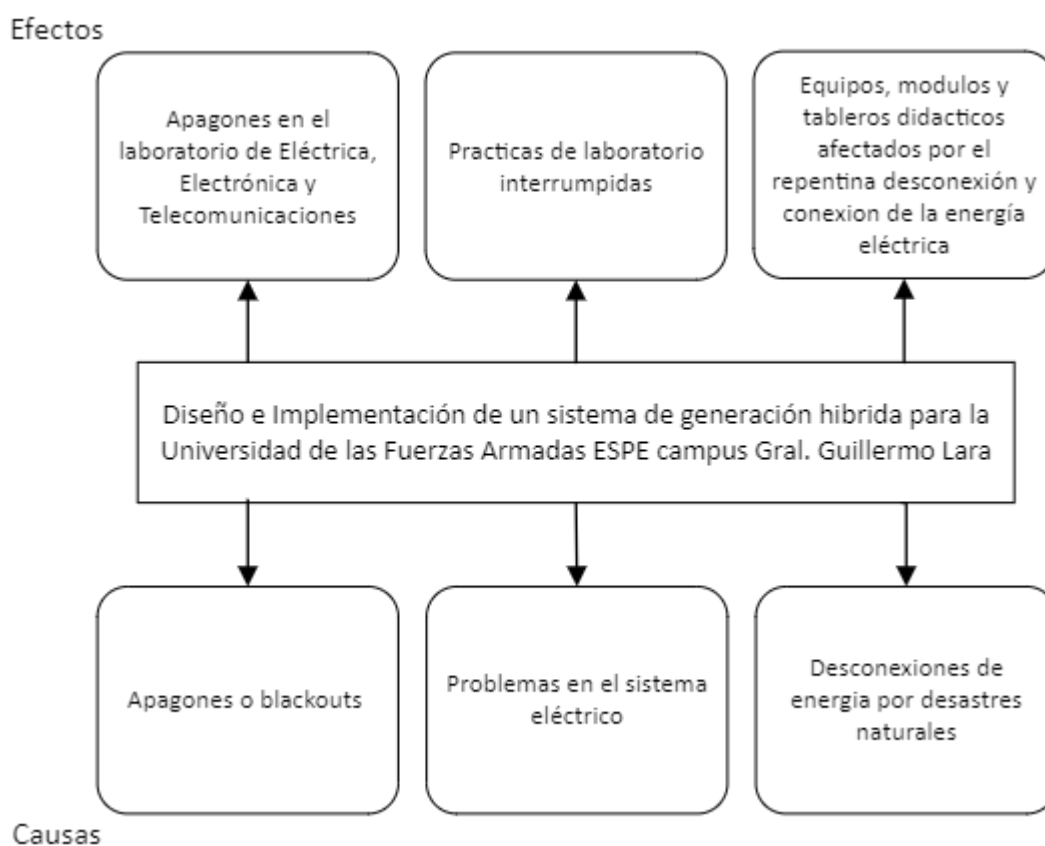 Efectos
Apagones en el
laboratorio de Eléctrica,
Electrónica y
Telecomunicaciones
Practicas de laboratorio
interrumpidas
Equipos, modulos y
tableros didacticos
afectados por el
repentina desconexión y
conexion de la energía
eléctrica
Diseño e Implementación de un sistema de generación hibrida para la
Universidad de las Fuerzas Armadas ESPE campus Gral. Guillermo Lara
Apagones o blackouts
Problemas en el sistema
eléctrico
Desconexiones de
energia por desastres
naturales
Causas